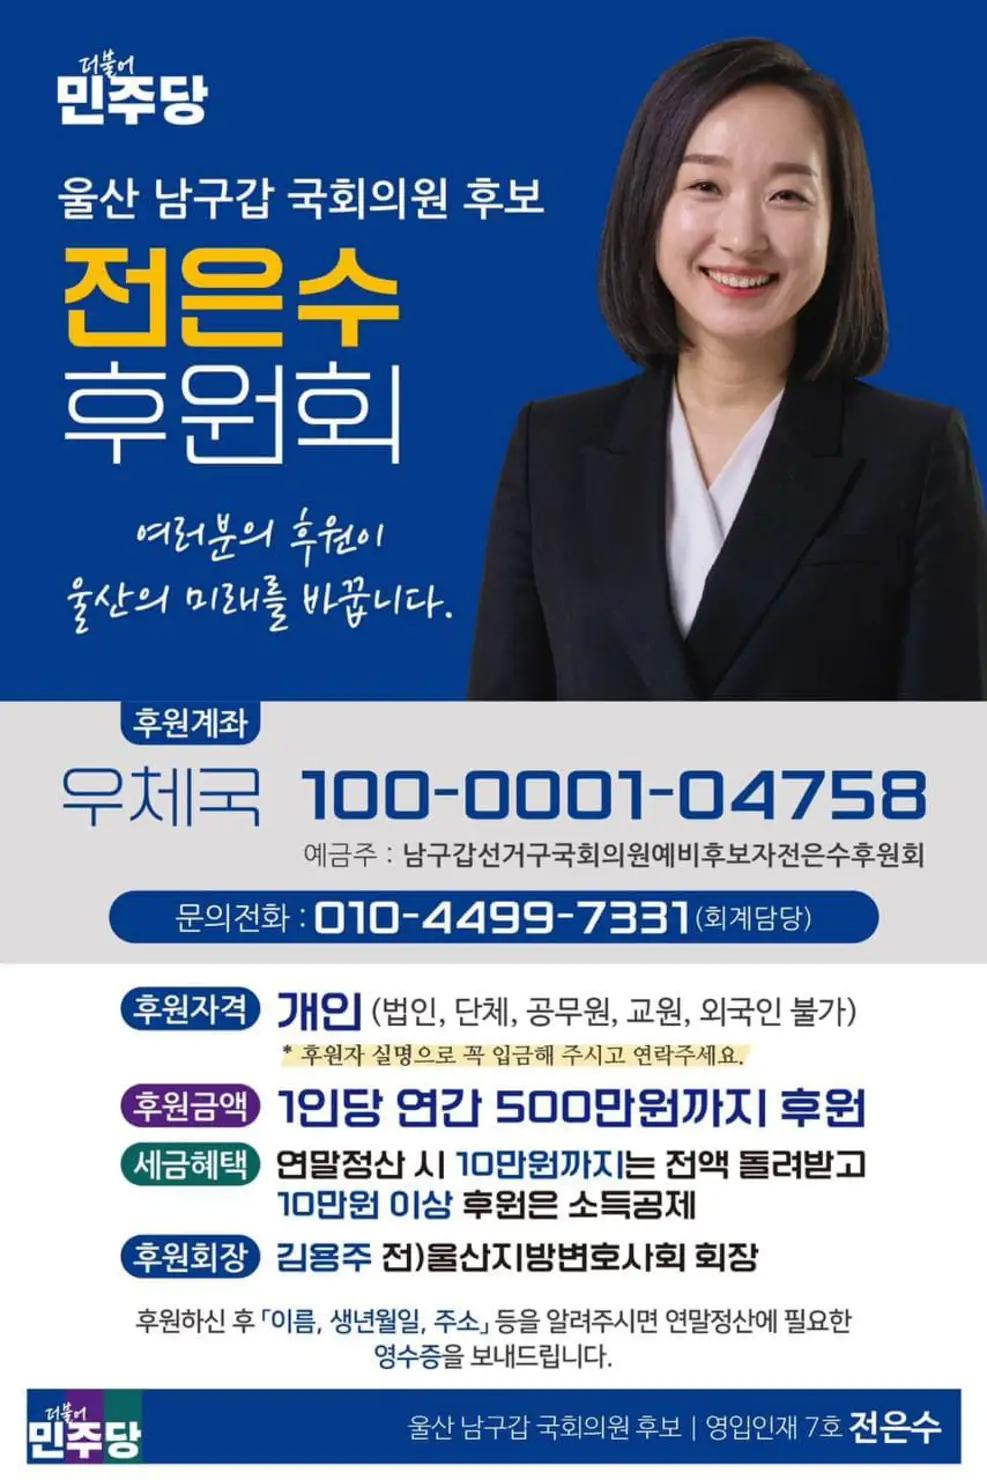 더불어
민주당
울산 남구갑 국회의원 후보
전은수
후원회
여러분의 후원이
울산의 미래를 바꿉니다.
후원계좌
우체국 100-0001-04758
예금주 : 남구갑선거구국회의원예비후보자전은수후원회
문의전화 : 010-4499-7331 (회계담당)
후원자격 개인 (법인, 단체, 공무원, 교원, 외국인 불가)
* 후원자 실명으로 꼭 입금해 주시고 연락주세요.
후원금액 1인당 연간 500만원까지 후원
세금혜택 연말정산 시 10만원까지는 전액 돌려받고
10만원 이상 후원은 소득공제
후원회장 김용주 전)울산지방변호사회 회장
후원하신 후 「이름, 생년월일, 주소」 등을 알려주시면 연말정산에 필요한
영수증을 보내드립니다.
더불어
민주당
울산 남구갑 국회의원 후보 | 영입인재 7호 전은수